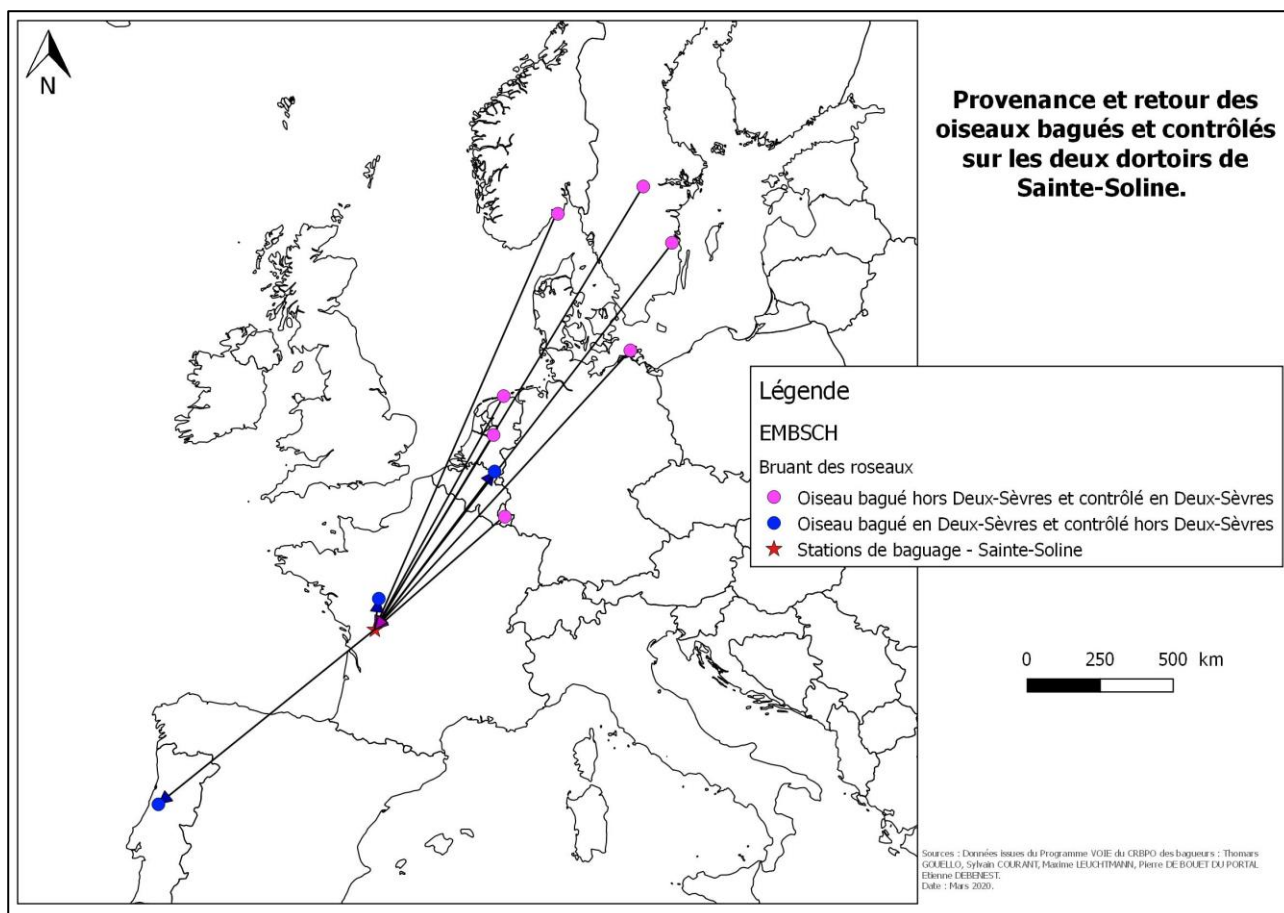 N
Provenance et retour des
oiseaux bagués et contrôlés
sur les deux dortoirs de
Sainte-Soline.
Légende
EMBSCH
Bruant des roseaux
Oiseau bagué hors Deux-Sèvres et contrôlé en Deux-Sèvres
Oiseau bagué en Deux-Sèvres et contrôlé hors Deux-Sèvres
Stations de baguage - Sainte-Soline
0 250 500 km
Sources : Données issues du Programme VOIE du CRBPO des bagueurs : Thomars
GOUELLO, Sylvain COURANT, Maxime LEUCHTMANN, Pierre DE BOUET DU PORTAL
Etienne DEBENEST.
Date : Mars 2020.